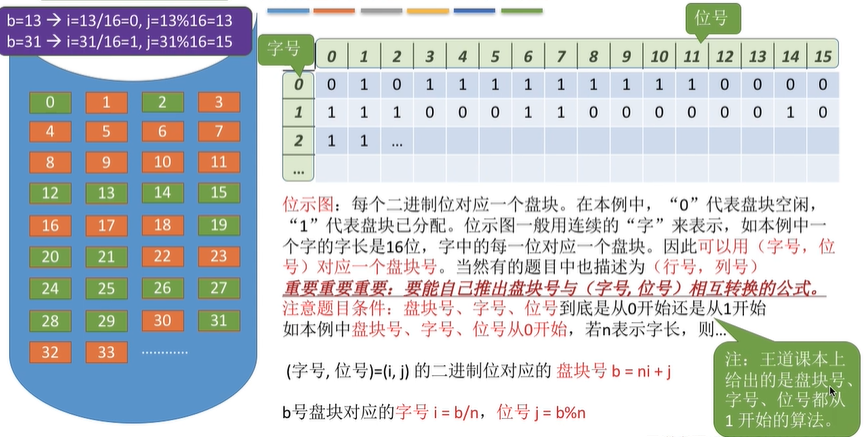 b=13 → i=13/16=0, j=13%16=13
b=31 → i=31/16=1, j=31%16=15
0 1 2 3
4 5 6 7
8 9 10 11
12 13 14 15
16 17 18 19
20 21 22 23
24 25 26 27
28 29 30 31
32 33 …………
位号
字号
0 1 2 3 4 5 6 7 8 9 10 11 12 13 14 15
0 0 1 0 1 1 1 1 1 1 1 1 1 0 0 0 0
1 1 1 1 0 0 0 1 1 0 0 0 0 0 0 1 0
2 1 1 ...
...
位示图：每个二进制位对应一个盘块。在本例中，“0”代表盘块空闲，
“1”代表盘块已分配。位示图一般用连续的“字”来表示，如本例中一
个字的字长是16位，字中的每一位对应一个盘块。因此可以用（字号，位
号）对应一个盘块号。当然有的题目中也描述为（行号，列号）
重要重要重要：要能自己推出盘块号与（字号, 位号）相互转换的公式。
注意题目条件：盘块号、字号、位号到底是从0开始还是从1开始
如本例中盘块号、字号、位号从0开始，若n表示字长，则...
(字号, 位号)=(i, j) 的二进制位对应的 盘块号 b = ni + j
b号盘块对应的字号 i = b/n，位号 j = b%n
注：王道课本上
给出的是盘块号、
字号、位号都从
1 开始的算法。